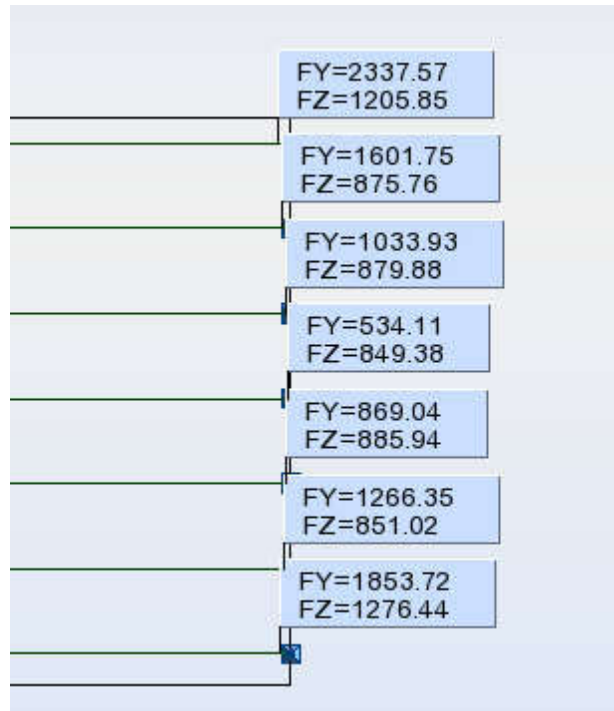 FY=2337.57
FZ=1205.85
FY=1601.75
FZ=875.76
FY=1033.93
FZ=879.88
FY=534.11
FZ=849.38
FY=869.04
FZ=885.94
FY=1266.35
FZ=851.02
FY=1853.72
FZ=1276.44